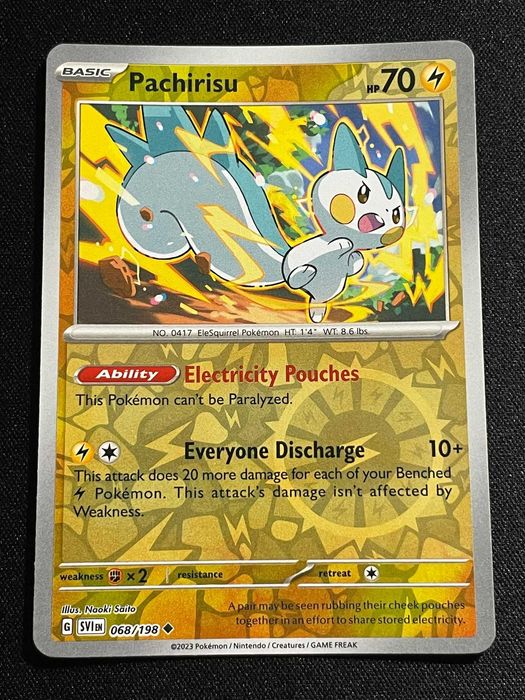 BASIC
Pachirisu
HP 70
NO. 0417 EleSquirrel Pokémon HT: 1'4" WT: 8.6 lbs.
Ability Electricity Pouches
This Pokémon can't be Paralyzed.
Everyone Discharge 10+
This attack does 20 more damage for each of your Benched
Pokémon. This attack's damage isn't affected by
Weakness.
weakness ×2 resistance retreat
Illus. Naoki Saito
A pair may be seen rubbing their cheek pouches
together in an effort to share stored electricity.
G SVI EN 068/198
©2023 Pokémon / Nintendo / Creatures / GAME FREAK